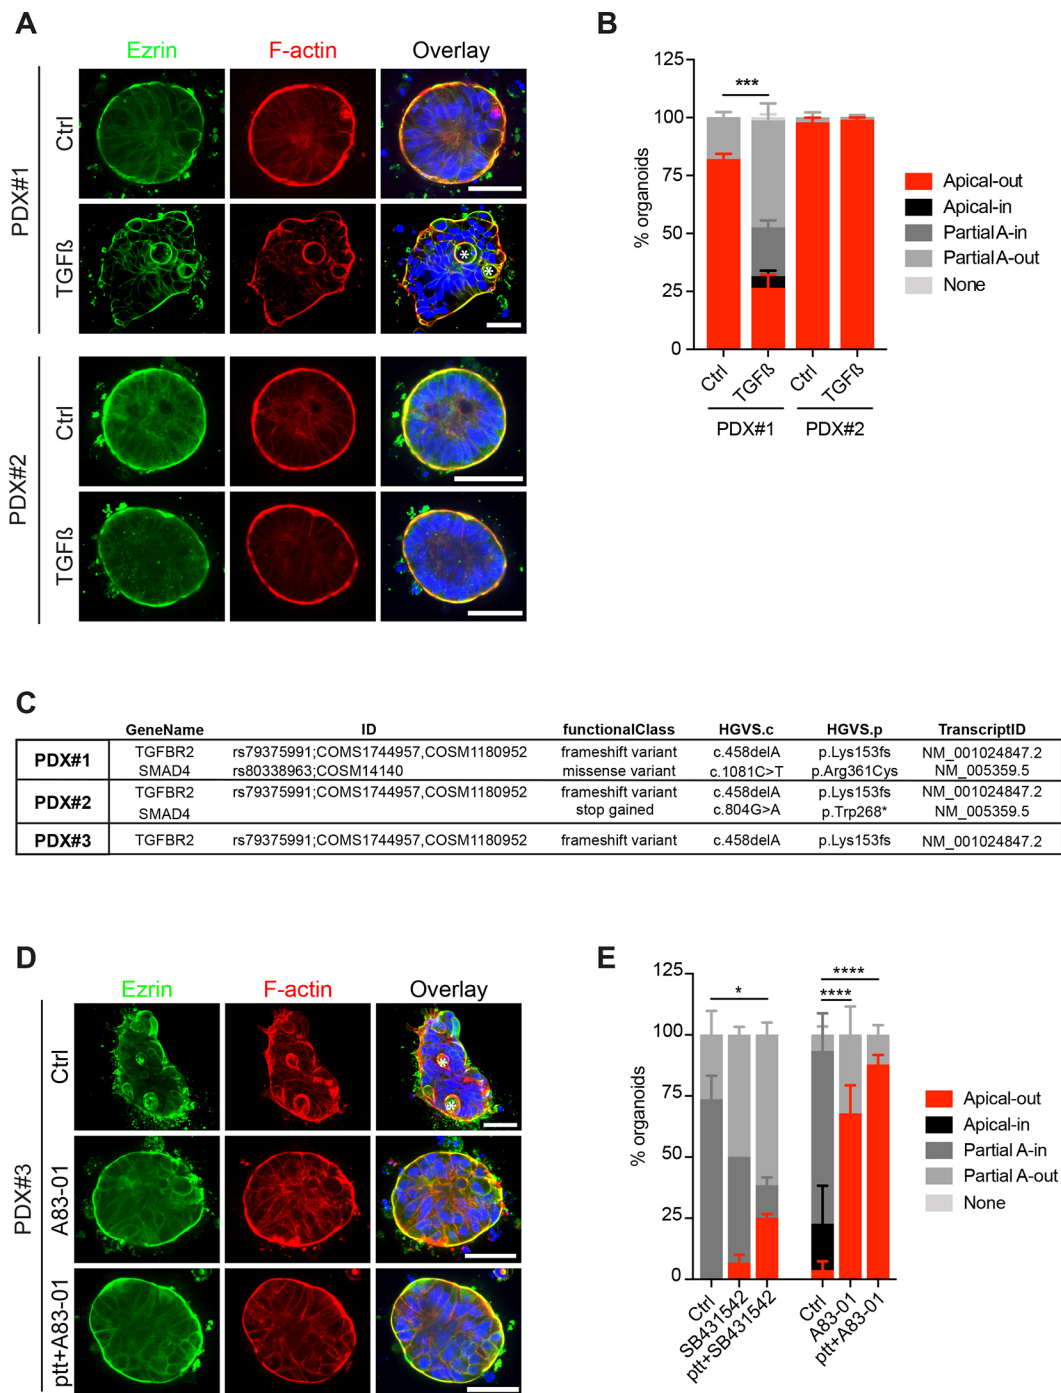 A
Ezrin
F-actin
Overlay
PDX#1
Ctrl
*
*
TGFß
PDX#2
Ctrl
TGFß
B
% organoids
125
100
75
50
25
0
***
Ctrl
TGFß
Ctrl
TGFß
PDX#1
PDX#2
Apical-out
Apical-in
Partial A-in
Partial A-out
None
C
GeneName ID functionalClass HGVS.c HGVS.p TranscriptID
PDX#1 TGFBR2 rs79375991;COMS1744957,COSM1180952 frameshift variant c.458delA p.Lys153fs NM_001024847.2
SMAD4 rs80338963;COSM14140 missense variant c.1081C>T p.Arg361Cys NM_005359.5
PDX#2 TGFBR2 rs79375991;COMS1744957,COSM1180952 frameshift variant c.458delA p.Lys153fs NM_001024847.2
SMAD4 stop gained c.804G>A p.Trp268* NM_005359.5
PDX#3 TGFBR2 rs79375991;COMS1744957,COSM1180952 frameshift variant c.458delA p.Lys153fs NM_001024847.2
D
Ezrin
F-actin
Overlay
PDX#3
Ctrl
*
*
A83-01
ptt+A83-01
E
% organoids
125
100
75
50
25
0
*
****
****
Ctrl
SB431542
ptt+SB431542
Ctrl
A83-01
ptt+A83-01
Apical-out
Apical-in
Partial A-in
Partial A-out
None